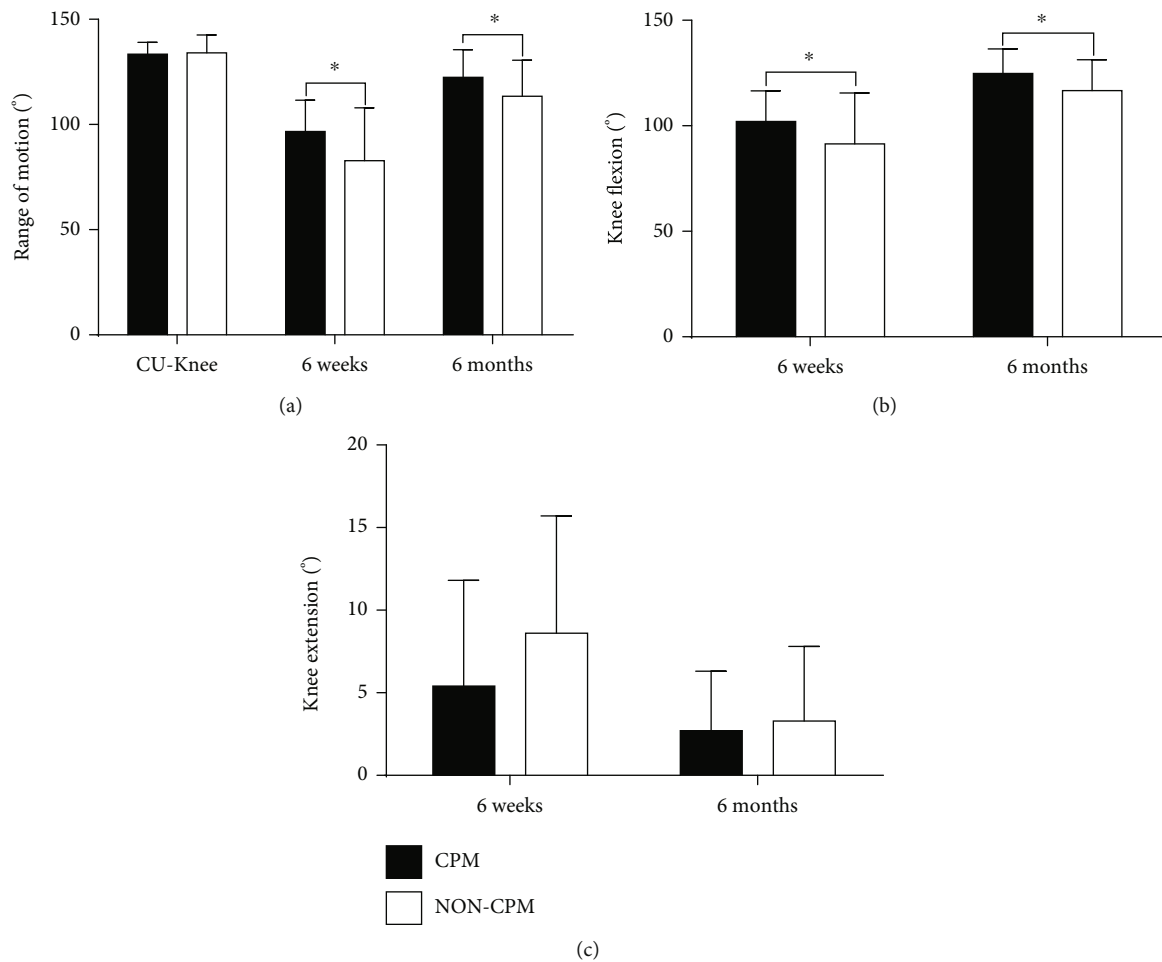 150
100
50
0
Range of motion (°)
*
*
CU-Knee 6 weeks 6 months
(a)
150
100
50
0
Knee flexion (°)
*
*
6 weeks 6 months
(b)
20
15
10
5
0
Knee extension (°)
6 weeks 6 months
CPM
NON-CPM
(c)